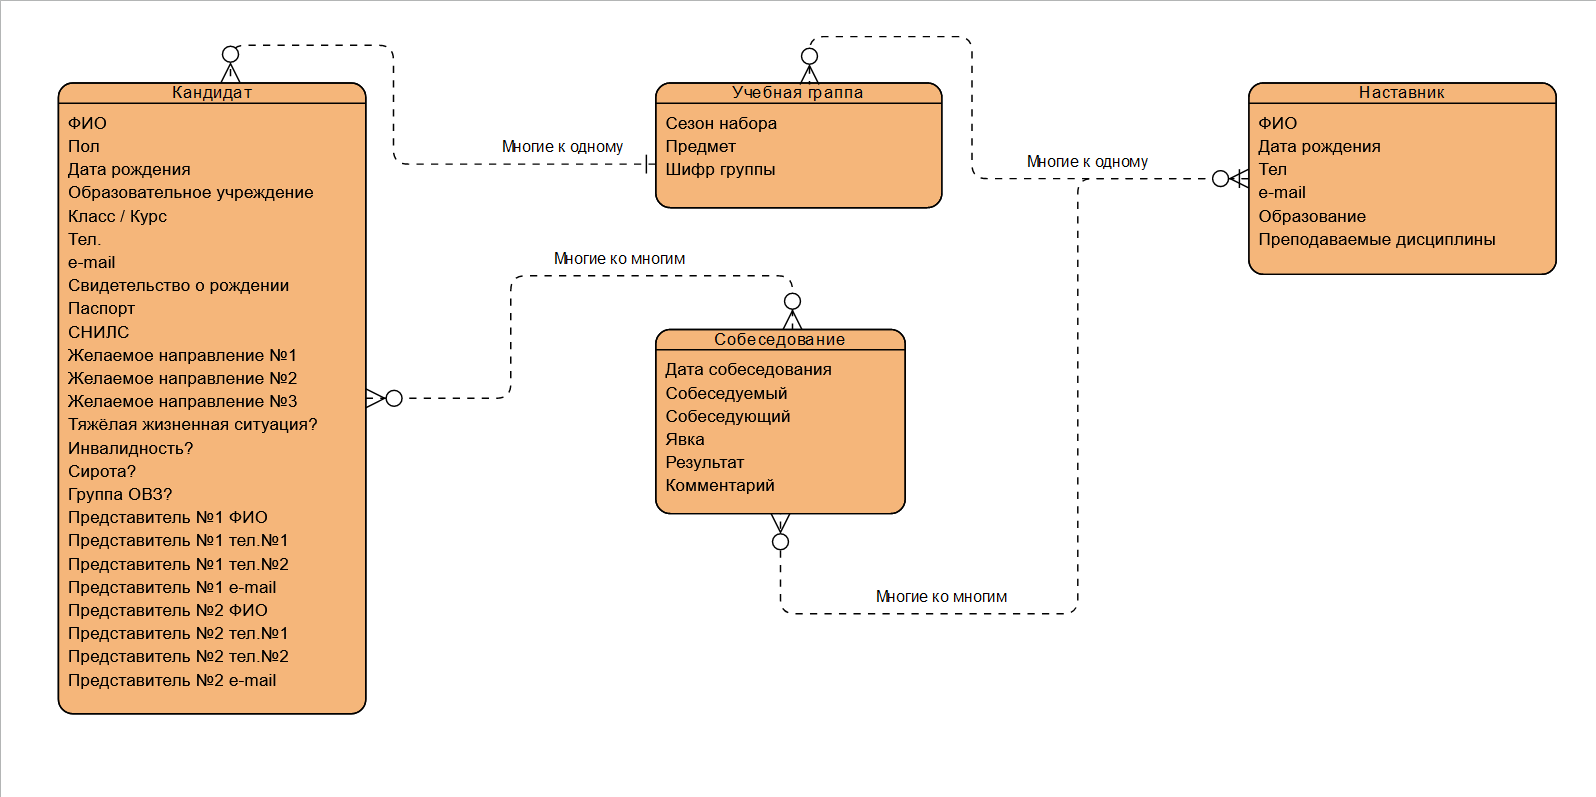 Кандидат
ФИО
Пол
Дата рождения
Образовательное учреждение
Класс / Курс
Тел.
e-mail
Свидетельство о рождении
Паспорт
СНИЛС
Желаемое направление №1
Желаемое направление №2
Желаемое направление №3
Тяжёлая жизненная ситуация?
Инвалидность?
Сирота?
Группа ОВЗ?
Представитель №1 ФИО
Представитель №1 тел.№1
Представитель №1 тел.№2
Представитель №1 e-mail
Представитель №2 ФИО
Представитель №2 тел.№1
Представитель №2 тел.№2
Представитель №2 e-mail
Многие к одному
Учебная граппа
Сезон набора
Предмет
Шифр группы
Многие ко многим
Собеседование
Дата собеседования
Собеседуемый
Собеседующий
Явка
Результат
Комментарий
Многие ко многим
Многие к одному
Наставник
ФИО
Дата рождения
Тел
e-mail
Образование
Преподаваемые дисциплины